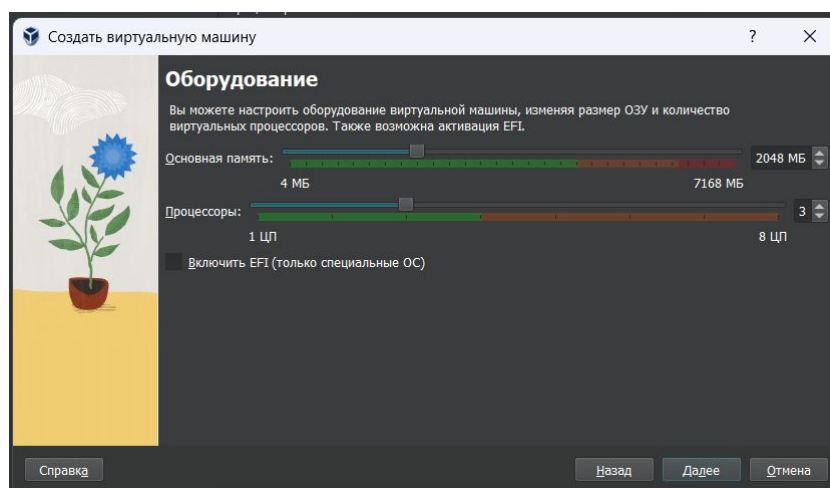 Создать виртуальную машину
?
Оборудование
Вы можете настроить оборудование виртуальной машины, изменяя размер ОЗУ и количество
виртуальных процессоров. Также возможна активация EFI.
Основная память:
2048 МБ
4 МБ
7168 МБ
Процессоры:
3
1 ЦП
8 ЦП
Включить EFI (только специальные ОС)
Справка
Назад
Далее
Отмена